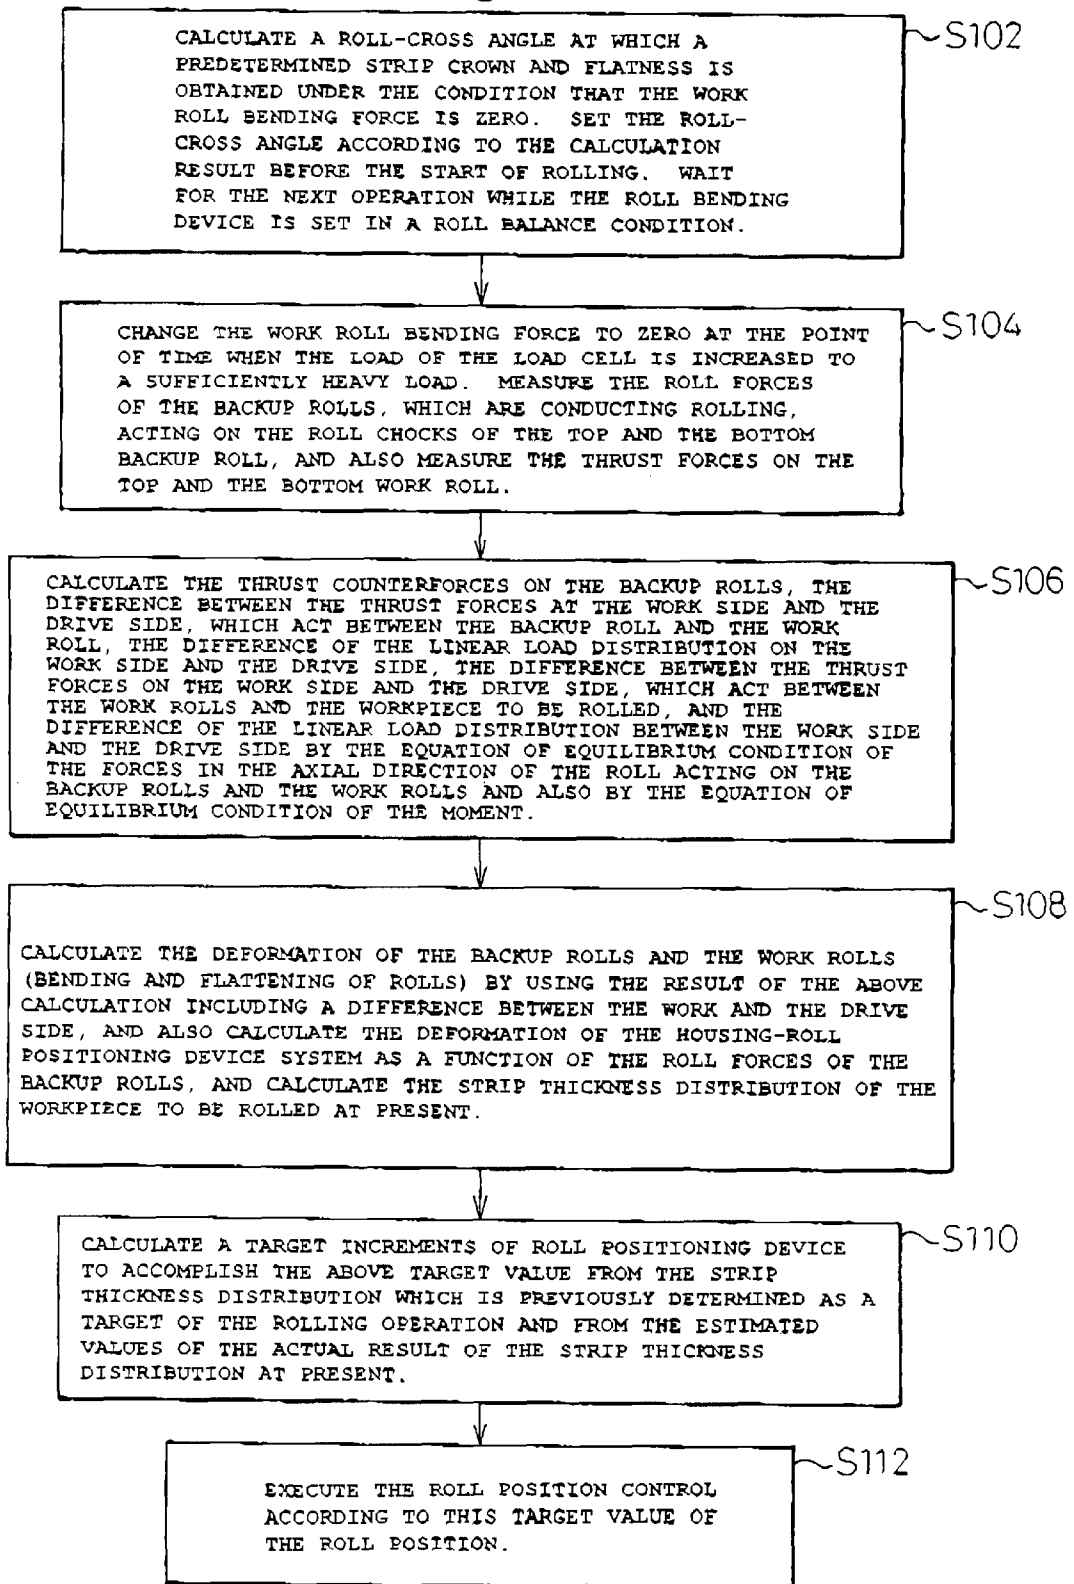 CALCULATE A ROLL-CROSS ANGLE AT WHICH A
PREDETERMINED STRIP CROWN AND FLATNESS IS
OBTAINED UNDER THE CONDITION THAT THE WORK
ROLL BENDING FORCE IS ZERO. SET THE ROLL-
CROSS ANGLE ACCORDING TO THE CALCULATION
RESULT BEFORE THE START OF ROLLING. WAIT
FOR THE NEXT OPERATION WHILE THE ROLL BENDING
DEVICE IS SET IN A ROLL BALANCE CONDITION.
S102
CHANGE THE WORK ROLL BENDING FORCE TO ZERO AT THE POINT
OF TIME WHEN THE LOAD OF THE LOAD CELL IS INCREASED TO
A SUFFICIENTLY HEAVY LOAD. MEASURE THE ROLL FORCES
OF THE BACKUP ROLLS, WHICH ARE CONDUCTING ROLLING,
ACTING ON THE ROLL CHOCKS OF THE TOP AND THE BOTTOM
BACKUP ROLL, AND ALSO MEASURE THE THRUST FORCES ON THE
TOP AND THE BOTTOM WORK ROLL.
S104
CALCULATE THE THRUST COUNTERFORCES ON THE BACKUP ROLLS, THE
DIFFERENCE BETWEEN THE THRUST FORCES AT THE WORK SIDE AND THE
DRIVE SIDE, WHICH ACT BETWEEN THE BACKUP ROLL AND THE WORK
ROLL, THE DIFFERENCE OF THE LINEAR LOAD DISTRIBUTION ON THE
WORK SIDE AND THE DRIVE SIDE, THE DIFFERENCE BETWEEN THE THRUST
FORCES ON THE WORK SIDE AND THE DRIVE SIDE, WHICH ACT BETWEEN
THE WORK ROLLS AND THE WORKPIECE TO BE ROLLED, AND THE
DIFFERENCE OF THE LINEAR LOAD DISTRIBUTION BETWEEN THE WORK SIDE
AND THE DRIVE SIDE BY THE EQUATION OF EQUILIBRIUM CONDITION OF
THE FORCES IN THE AXIAL DIRECTION OF THE ROLL ACTING ON THE
BACKUP ROLLS AND THE WORK ROLLS AND ALSO BY THE EQUATION OF
EQUILIBRIUM CONDITION OF THE MOMENT.
S106
CALCULATE THE DEFORMATION OF THE BACKUP ROLLS AND THE WORK ROLLS
(BENDING AND FLATTENING OF ROLLS) BY USING THE RESULT OF THE ABOVE
CALCULATION INCLUDING A DIFFERENCE BETWEEN THE WORK AND THE DRIVE
SIDE, AND ALSO CALCULATE THE DEFORMATION OF THE HOUSING-ROLL
POSITIONING DEVICE SYSTEM AS A FUNCTION OF THE ROLL FORCES OF THE
BACKUP ROLLS, AND CALCULATE THE STRIP THICKNESS DISTRIBUTION OF THE
WORKPIECE TO BE ROLLED AT PRESENT.
S108
CALCULATE A TARGET INCREMENTS OF ROLL POSITIONING DEVICE
TO ACCOMPLISH THE ABOVE TARGET VALUE FROM THE STRIP
THICKNESS DISTRIBUTION WHICH IS PREVIOUSLY DETERMINED AS A
TARGET OF THE ROLLING OPERATION AND FROM THE ESTIMATED
VALUES OF THE ACTUAL RESULT OF THE STRIP THICKNESS
DISTRIBUTION AT PRESENT.
S110
EXECUTE THE ROLL POSITION CONTROL
ACCORDING TO THIS TARGET VALUE OF
THE ROLL POSITION.
S112